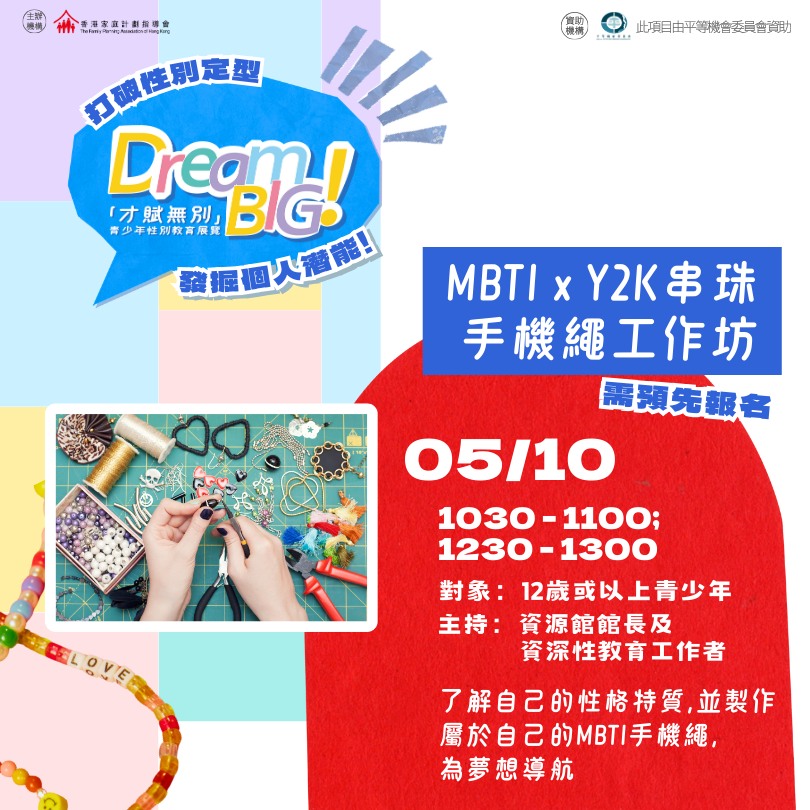 主辦
機構
香港家庭計劃指導會
The Family Planning Association of Hong Kong
資助
機構
此項目由平等機會委員會資助
打破性別定型
Dream
BIG!
「才賦無別」
青少年性別教育展覽
發掘個人潛能!
MBTI x Y2K串珠
手機繩工作坊
需預先報名
05/10
1030 - 1100;
1230 - 1300
對象： 12歲或以上青少年
主持： 資源館館長及
資深性教育工作者
了解自己的性格特質,並製作
屬於自己的MBTI手機繩,
為夢想導航
LOVE